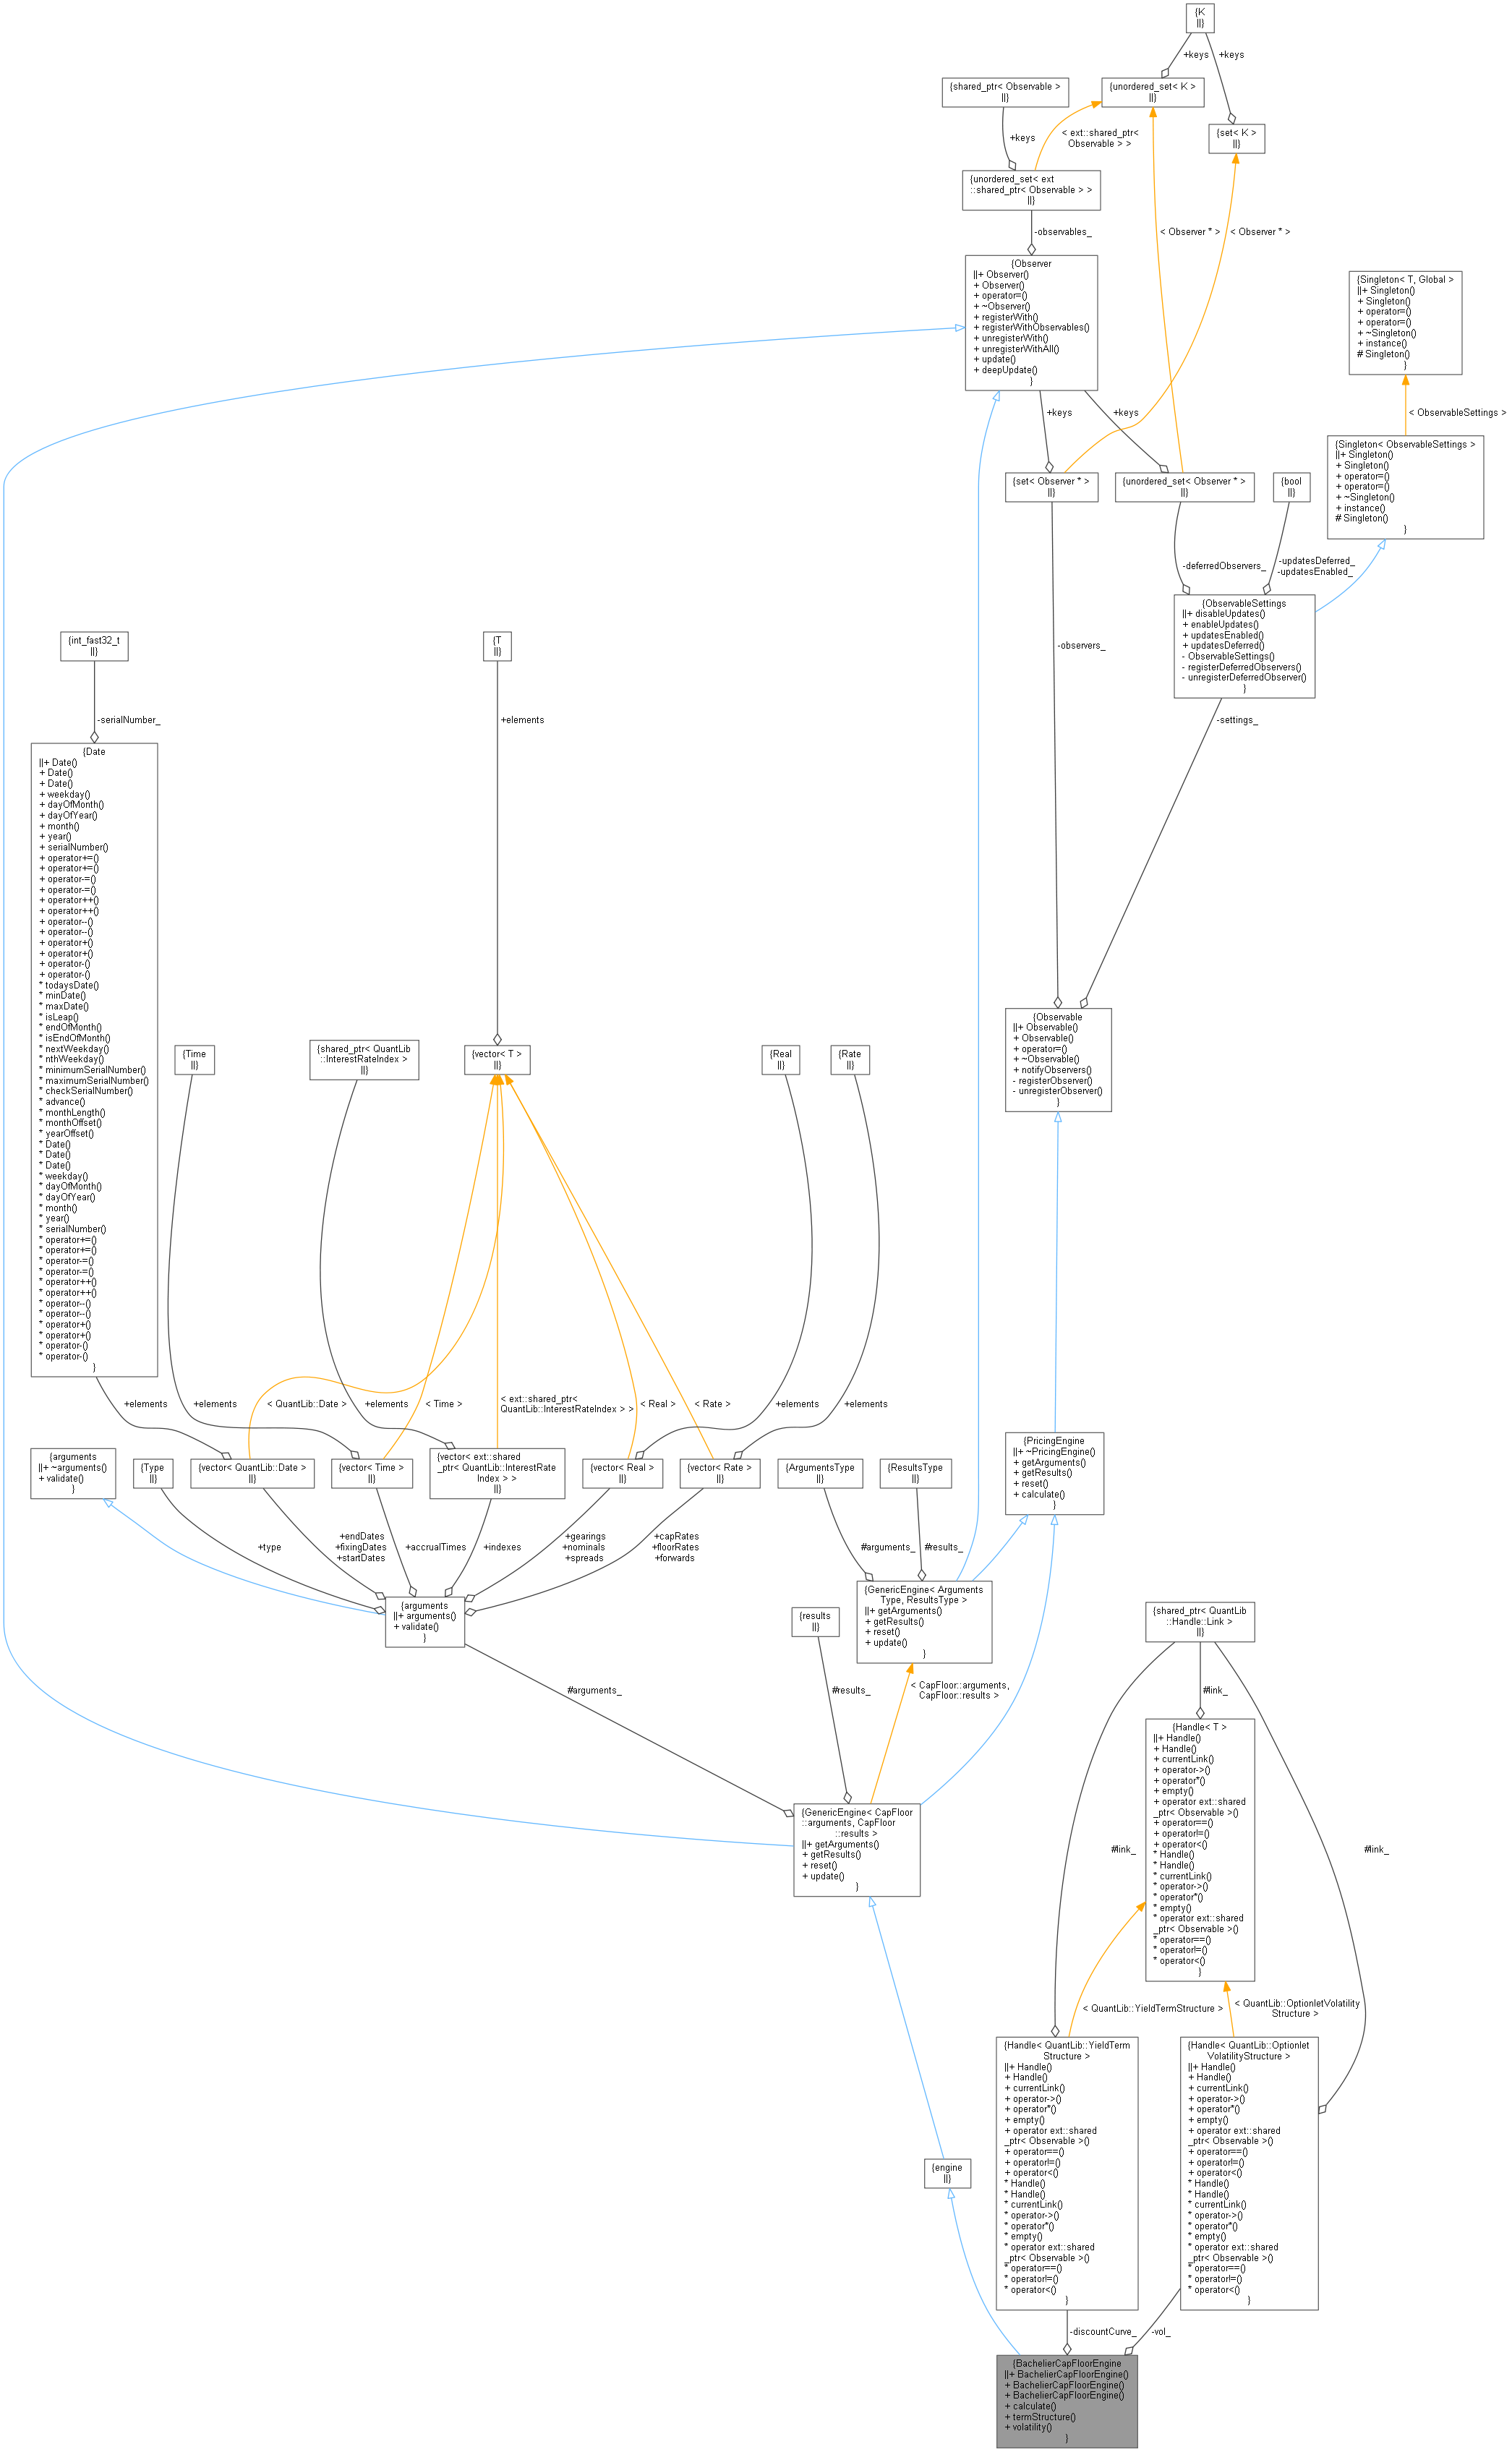 {K
||}
+keys
+keys
{shared_ptr< Observable >
||}
{unordered_set< K >
||}
{set< K >
||}
+keys
< ext::shared_ptr<
Observable > >
{unordered_set< ext
::shared_ptr< Observable > >
||}
-observables_
< Observer * >
< Observer * >
{Observer
||+ Observer()
+ Observer()
+ operator=()
+ ~Observer()
+ registerWith()
+ registerWithObservables()
+ unregisterWith()
+ unregisterWithAll()
+ update()
+ deepUpdate()
}
{Singleton< T, Global >
||+ Singleton()
+ Singleton()
+ operator=()
+ operator=()
+ ~Singleton()
+ instance()
# Singleton()
}
+keys
+keys
< ObservableSettings >
{set< Observer * >
||}
{unordered_set< Observer * >
||}
{bool
||}
{Singleton< ObservableSettings >
||+ Singleton()
+ Singleton()
+ operator=()
+ operator=()
+ ~Singleton()
+ instance()
# Singleton()
}
-deferredObservers_
-updatesDeferred_
-updatesEnabled_
{ObservableSettings
||+ disableUpdates()
+ enableUpdates()
+ updatesEnabled()
+ updatesDeferred()
- ObservableSettings()
- registerDeferredObservers()
- unregisterDeferredObserver()
}
-observers_
-settings_
{int_fast32_t
||}
{T
||}
-serialNumber_
+elements
{Date
||+ Date()
+ Date()
+ Date()
+ weekday()
+ dayOfMonth()
+ dayOfYear()
+ month()
+ year()
+ serialNumber()
+ operator+=()
+ operator+=()
+ operator-=()
+ operator-=()
+ operator++()
+ operator++()
+ operator--()
+ operator--()
+ operator+()
+ operator+()
+ operator-()
+ operator-()
* todaysDate()
* minDate()
* maxDate()
* isLeap()
* endOfMonth()
* isEndOfMonth()
* nextWeekday()
* nthWeekday()
* minimumSerialNumber()
* maximumSerialNumber()
* checkSerialNumber()
* advance()
* monthLength()
* monthOffset()
* yearOffset()
* Date()
* Date()
* Date()
* weekday()
* dayOfMonth()
* dayOfYear()
* month()
* year()
* serialNumber()
* operator+=()
* operator+=()
* operator-=()
* operator-=()
* operator++()
* operator++()
* operator--()
* operator--()
* operator+()
* operator+()
* operator-()
* operator-()
}
{Time
||}
{shared_ptr< QuantLib
::InterestRateIndex >
||}
{vector< T >
||}
{Real
||}
{Rate
||}
{Observable
||+ Observable()
+ Observable()
+ operator=()
+ ~Observable()
+ notifyObservers()
- registerObserver()
- unregisterObserver()
}
+elements
+elements
< QuantLib::Date >
+elements
< Time >
< ext::shared_ptr<
QuantLib::InterestRateIndex > >
< Real >
< Rate >
+elements
+elements
{arguments
||+ ~arguments()
+ validate()
}
{Type
||}
{vector< QuantLib::Date >
||}
{vector< Time >
||}
{vector< ext::shared
_ptr< QuantLib::InterestRate
Index > >
||}
{vector< Real >
||}
{vector< Rate >
||}
{ArgumentsType
||}
{ResultsType
||}
{PricingEngine
||+ ~PricingEngine()
+ getArguments()
+ getResults()
+ reset()
+ calculate()
}
+type
+endDates
+fixingDates
+startDates
+accrualTimes
+indexes
+gearings
+nominals
+spreads
+capRates
+floorRates
+forwards
#arguments_
#results_
{arguments
||+ arguments()
+ validate()
}
{results
||}
{GenericEngine< Arguments
Type, ResultsType >
||+ getArguments()
+ getResults()
+ reset()
+ update()
}
{shared_ptr< QuantLib
::Handle::Link >
||}
#arguments_
#results_
< CapFloor::arguments,
CapFloor::results >
#link_
{Handle< T >
||+ Handle()
+ Handle()
+ currentLink()
+ operator->()
+ operator*()
+ empty()
+ operator ext::shared
_ptr< Observable >()
+ operator==()
+ operator!=()
+ operator<()
* Handle()
* Handle()
* currentLink()
* operator->()
* operator*()
* empty()
* operator ext::shared
_ptr< Observable >()
* operator==()
* operator!=()
* operator<()
}
{GenericEngine< CapFloor
::arguments, CapFloor
::results >
||+ getArguments()
+ getResults()
+ reset()
+ update()
}
#link_
#link_
< QuantLib::YieldTermStructure >
< QuantLib::OptionletVolatility
Structure >
{engine
||}
{Handle< QuantLib::YieldTerm
Structure >
||+ Handle()
+ Handle()
+ currentLink()
+ operator->()
+ operator*()
+ empty()
+ operator ext::shared
_ptr< Observable >()
+ operator==()
+ operator!=()
+ operator<()
* Handle()
* Handle()
* currentLink()
* operator->()
* operator*()
* empty()
* operator ext::shared
_ptr< Observable >()
* operator==()
* operator!=()
* operator<()
}
{Handle< QuantLib::Optionlet
VolatilityStructure >
||+ Handle()
+ Handle()
+ currentLink()
+ operator->()
+ operator*()
+ empty()
+ operator ext::shared
_ptr< Observable >()
+ operator==()
+ operator!=()
+ operator<()
* Handle()
* Handle()
* currentLink()
* operator->()
* operator*()
* empty()
* operator ext::shared
_ptr< Observable >()
* operator==()
* operator!=()
* operator<()
}
-discountCurve_
-vol_
{BachelierCapFloorEngine
||+ BachelierCapFloorEngine()
+ BachelierCapFloorEngine()
+ BachelierCapFloorEngine()
+ calculate()
+ termStructure()
+ volatility()
}